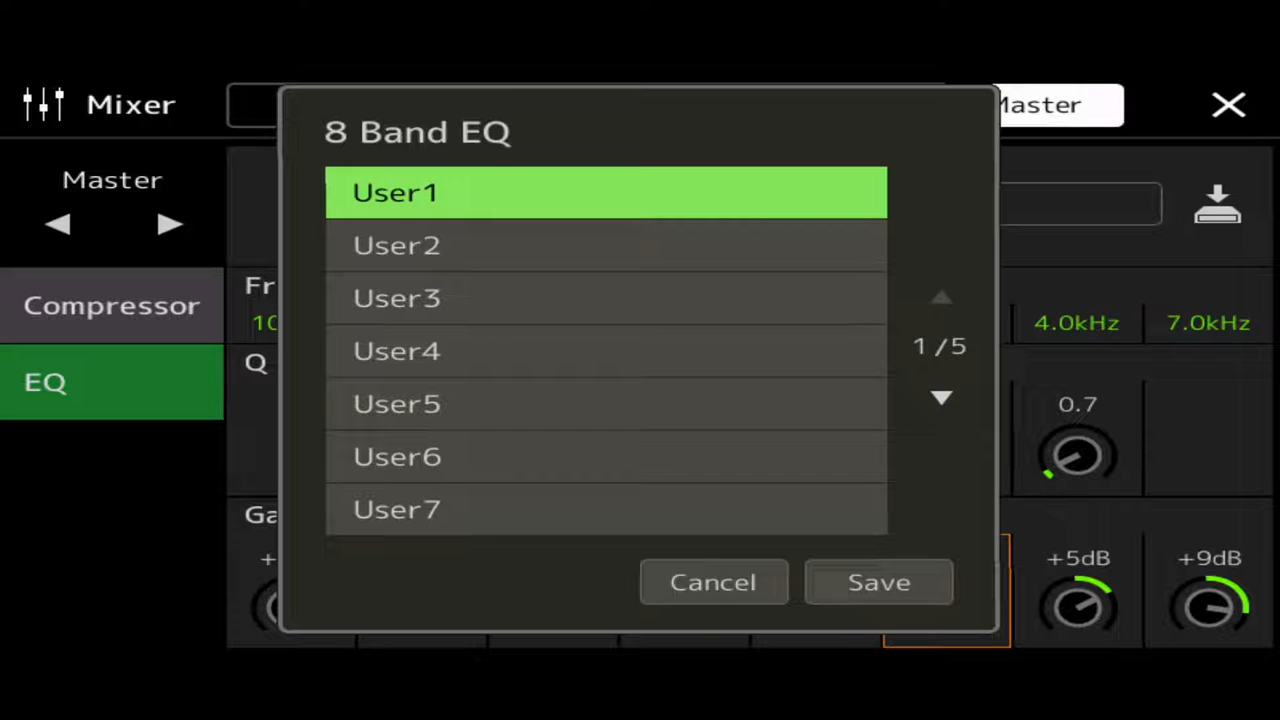 Mixer
Master
Master
Compressor
EQ
8 Band EQ
User1
User2
User3
User4
User5
User6
User7
1/5
Cancel
Save
4.0kHz
7.0kHz
Q
0.7
+5dB
+9dB